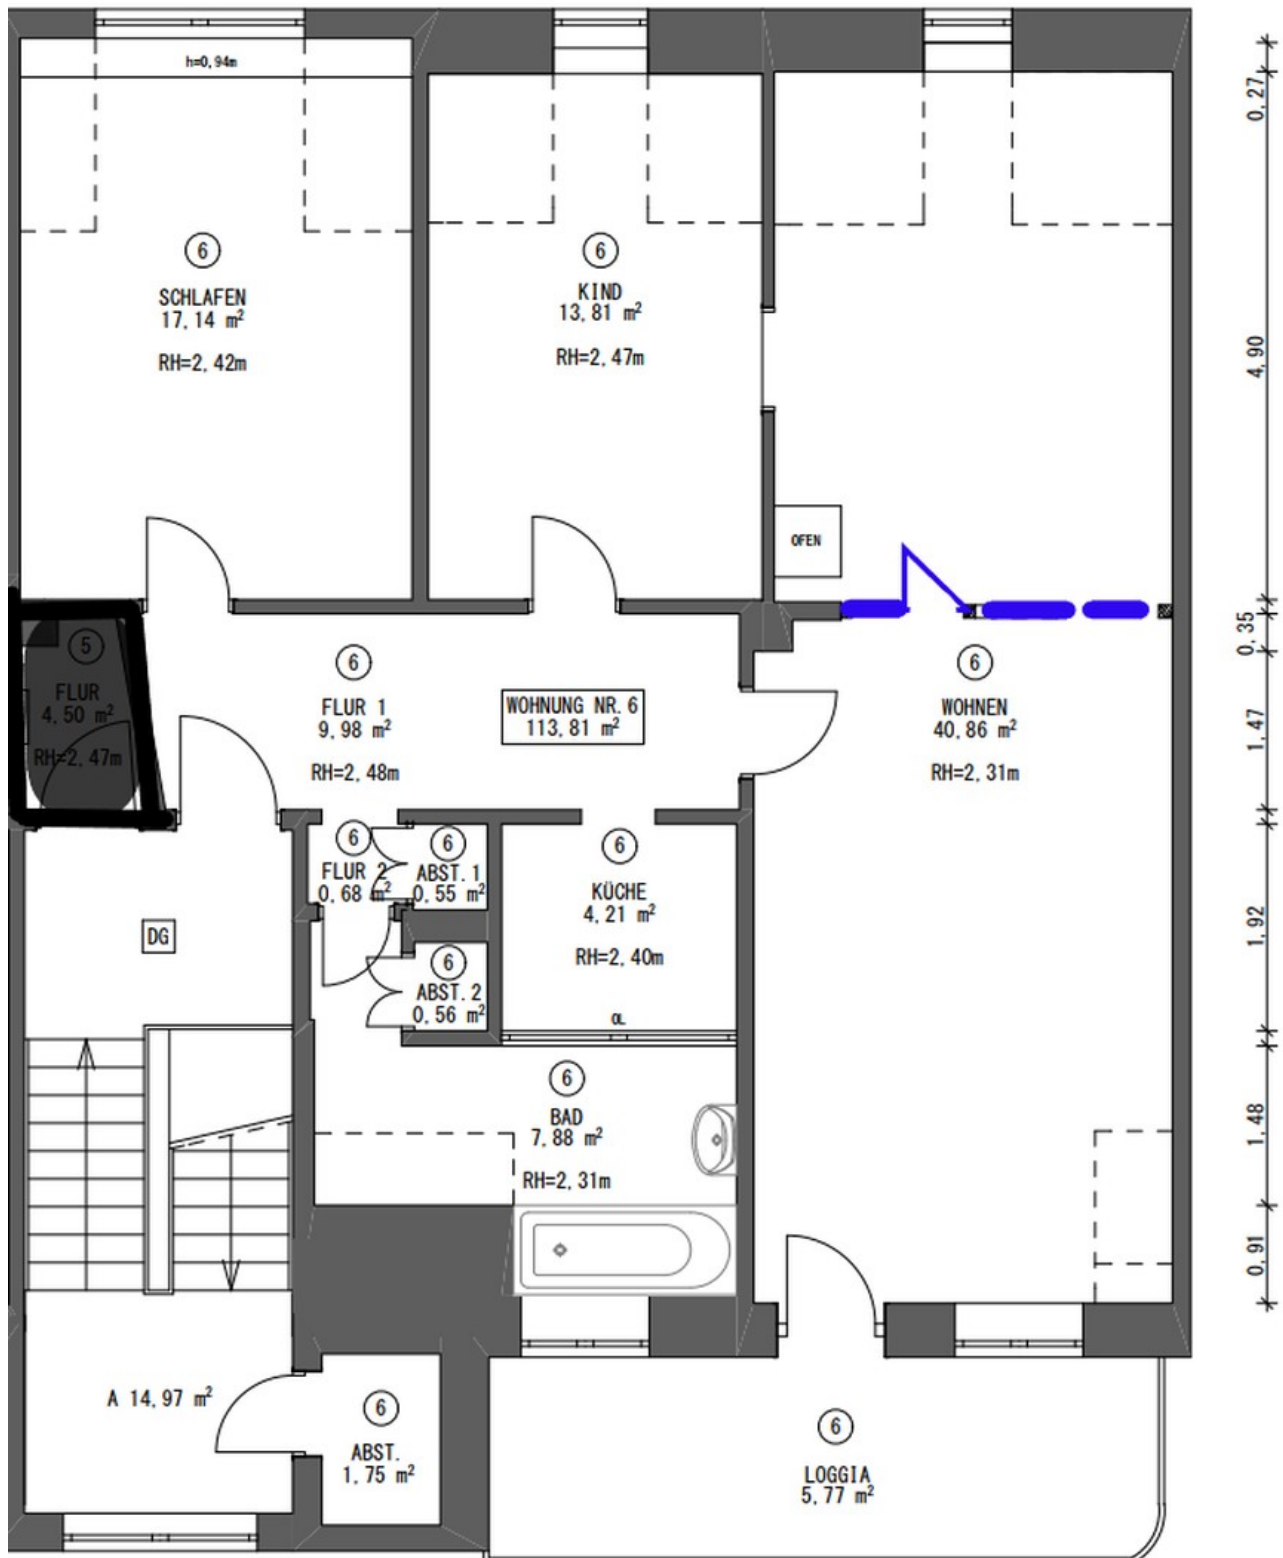 h=0,94m
6
SCHLAFEN
17,14 m²
RH=2,42m
6
KIND
13,81 m²
RH=2,47m
OFEN
5
FLUR
4,50 m²
RH=2,47m
6
FLUR 1
9,98 m²
RH=2,48m
WOHNUNG NR.6
113,81 m²
6
WOHNEN
40,86 m²
RH=2,31m
6
FLUR 2
0,68 m²
6
ABST.1
0,55 m²
6
KÜCHE
4,21 m²
RH=2,40m
OL
DG
6
ABST.2
0,56 m²
6
BAD
7,88 m²
RH=2,31m
A 14,97 m²
6
ABST.
1,75 m²
6
LOGGIA
5,77 m²
0,27
4,90
0,35
1,47
1,92
1,48
0,91